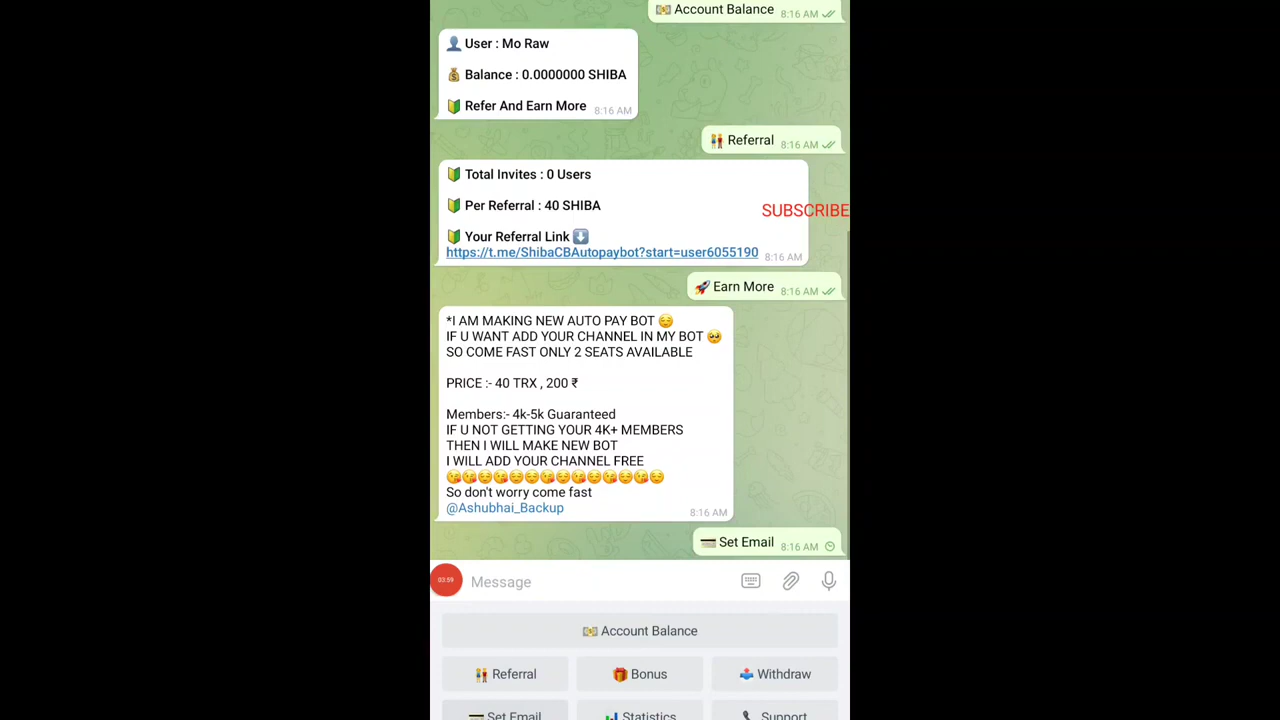 Account Balance 8:16 AM
User : Mo Raw
Balance : 0.0000000 SHIBA
Refer And Earn More 8:16 AM
Referral 8:16 AM
Total Invites : 0 Users
Per Referral : 40 SHIBA
SUBSCRIBE
Your Referral Link
https://t.me/ShibaCBAutopaybot?start=user6055190 8:16 AM
Earn More 8:16 AM
*I AM MAKING NEW AUTO PAY BOT
IF U WANT ADD YOUR CHANNEL IN MY BOT
SO COME FAST ONLY 2 SEATS AVAILABLE
PRICE :- 40 TRX , 200 ₹
Members:- 4k-5k Guaranteed
IF U NOT GETTING YOUR 4K+ MEMBERS
THEN I WILL MAKE NEW BOT
I WILL ADD YOUR CHANNEL FREE
So don't worry come fast
@Ashubhai_Backup 8:16 AM
Set Email 8:16 AM
03:59 Message
Account Balance
Referral Bonus Withdraw
Set Email Statistics Support